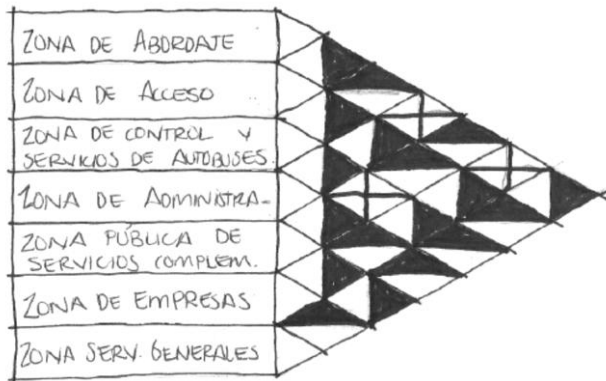 ZONA DE ABORDAJE
ZONA DE ACCESO
ZONA DE CONTROL Y
SERVICIOS DE AUTOBUSES.
ZONA DE ADMINISTRA-
ZONA PÚBLICA DE
SERVICIOS COMPLEM.
ZONA DE EMPRESAS
ZONA SERV. GENERALES